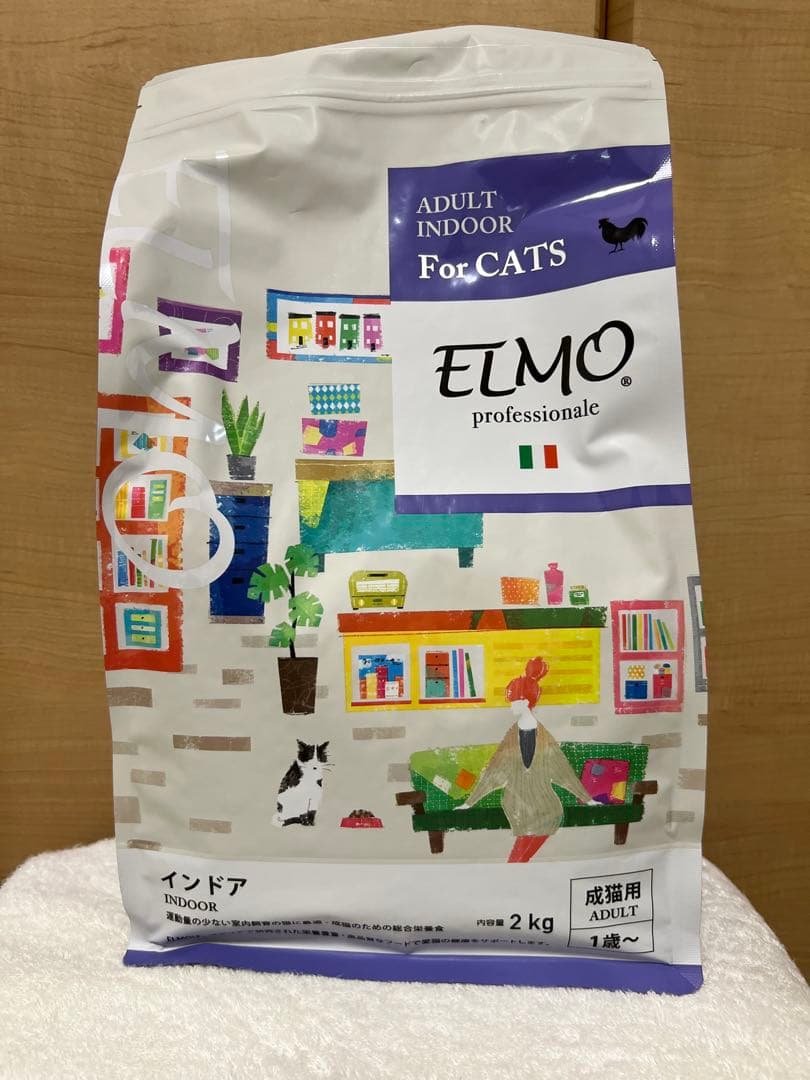 ELMO
ADULT
INDOOR
For CATS
ELMO®
professionale
インドア
INDOOR
運動量の少ない室内飼育の猫に最適・成猫のための総合栄養食
内容量 2 kg
成猫用
ADULT
1歳～